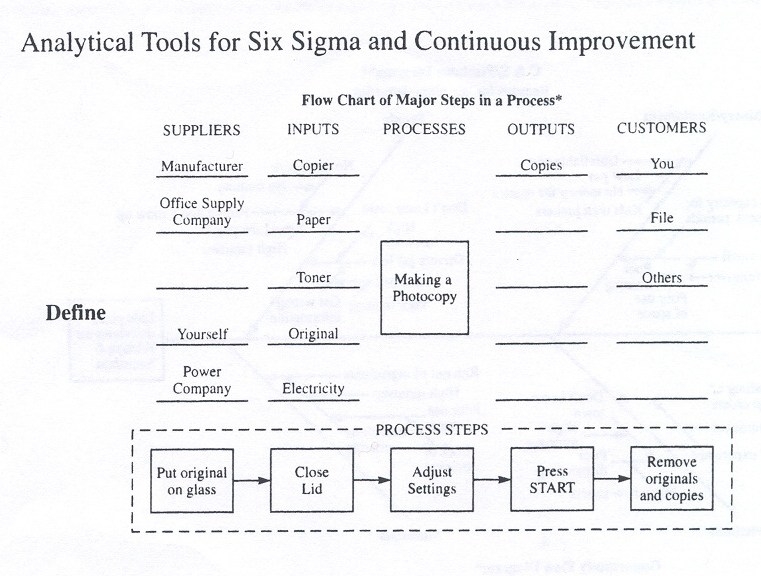 Analytical Tools for Six Sigma and Continuous Improvement
Flow Chart of Major Steps in a Process*
SUPPLIERS INPUTS PROCESSES OUTPUTS CUSTOMERS
Manufacturer Copier Copies You
Office Supply
Company Paper File
Toner Making a
Photocopy Others
Define
Yourself Original
Power
Company Electricity
PROCESS STEPS
Put original
on glass
Close
Lid
Adjust
Settings
Press
START
Remove
originals
and copies